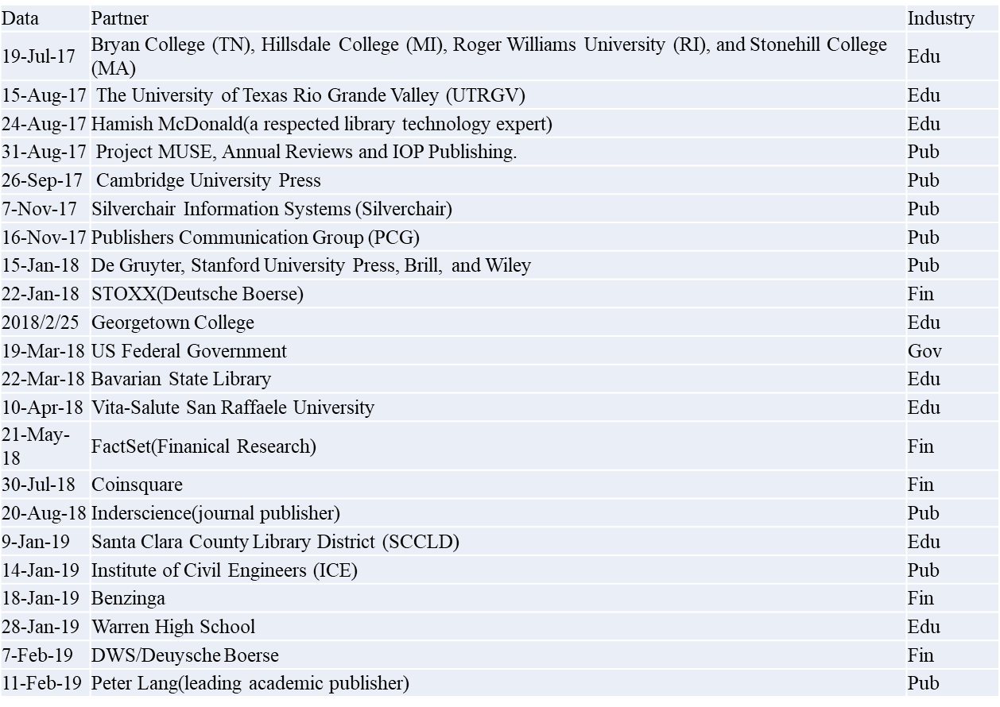 Data Partner Industry
19-Jul-17 Bryan College (TN), Hillsdale College (MI), Roger Williams University (RI), and Stonehill College
(MA) Edu
15-Aug-17 The University of Texas Rio Grande Valley (UTRGV) Edu
24-Aug-17 Hamish McDonald(a respected library technology expert) Edu
31-Aug-17 Project MUSE, Annual Reviews and IOP Publishing. Pub
26-Sep-17 Cambridge University Press Pub
7-Nov-17 Silverchair Information Systems (Silverchair) Pub
16-Nov-17 Publishers Communication Group (PCG) Pub
15-Jan-18 De Gruyter, Stanford University Press, Brill, and Wiley Pub
22-Jan-18 STOXX(Deutsche Boerse) Fin
2018/2/25 Georgetown College Edu
19-Mar-18 US Federal Government Gov
22-Mar-18 Bavarian State Library Edu
10-Apr-18 Vita-Salute San Raffaele University Edu
21-May-
18 FactSet(Finanical Research) Fin
30-Jul-18 Coinsquare Fin
20-Aug-18 Inderscience(journal publisher) Pub
9-Jan-19 Santa Clara County Library District (SCCLD) Edu
14-Jan-19 Institute of Civil Engineers (ICE) Pub
18-Jan-19 Benzinga Fin
28-Jan-19 Warren High School Edu
7-Feb-19 DWS/Deuysche Boerse Fin
11-Feb-19 Peter Lang(leading academic publisher) Pub